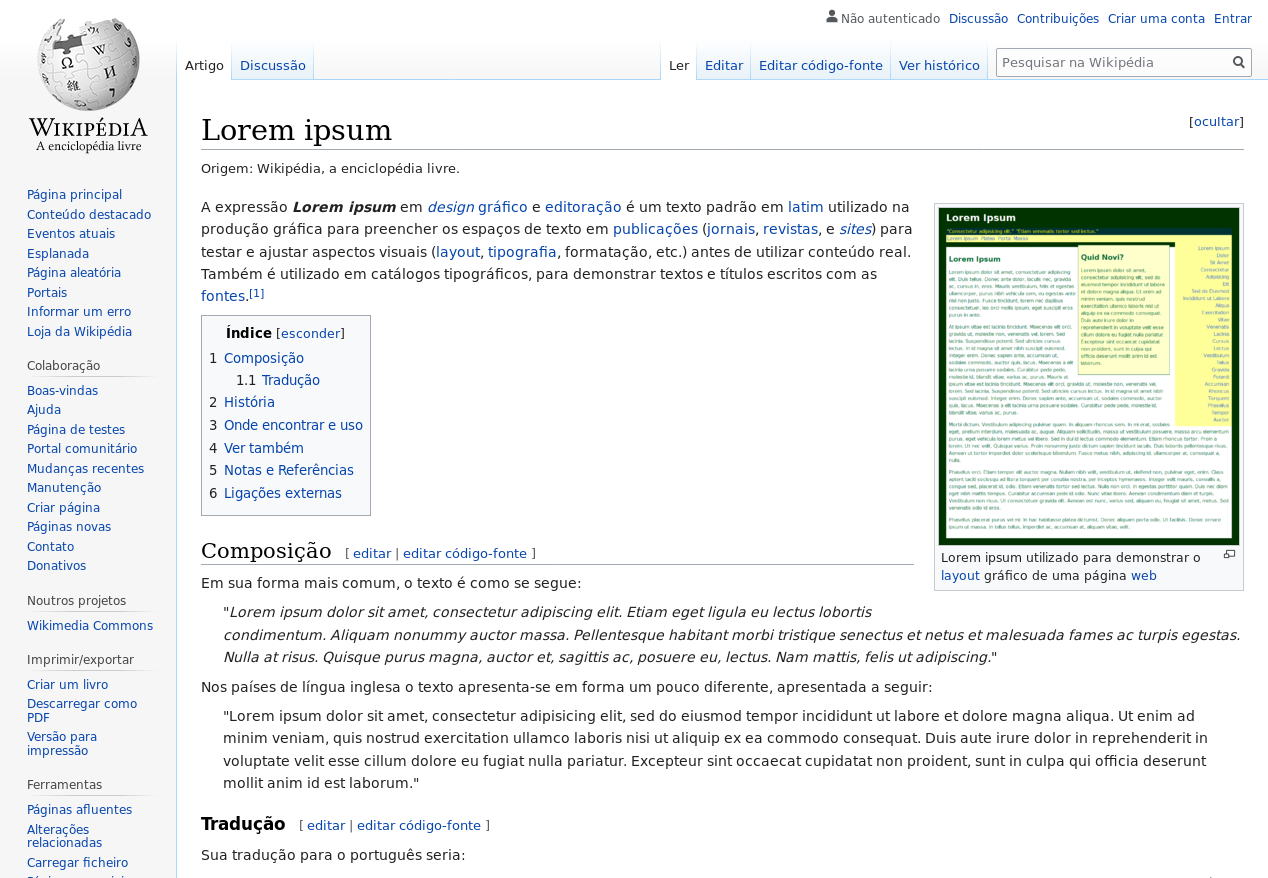 Não autenticado Discussão Contribuições Criar uma conta Entrar
Artigo Discussão Ler Editar Editar código-fonte Ver histórico Pesquisar na Wikipédia
WIKIPÉDIA
A enciclopédia livre
Página principal
Conteúdo destacado
Eventos atuais
Esplanada
Página aleatória
Portais
Informar um erro
Loja da Wikipédia
Colaboração
Boas-vindas
Ajuda
Página de testes
Portal comunitário
Mudanças recentes
Manutenção
Criar página
Páginas novas
Contato
Donativos
Noutros projetos
Wikimedia Commons
Imprimir/exportar
Criar um livro
Descarregar como
PDF
Versão para
impressão
Ferramentas
Páginas afluentes
Alterações
relacionadas
Carregar ficheiro
Lorem ipsum
[ocultar]
Origem: Wikipédia, a enciclopédia livre.
A expressão Lorem ipsum em design gráfico e editoração é um texto padrão em latim utilizado na
produção gráfica para preencher os espaços de texto em publicações (jornais, revistas, e sites) para
testar e ajustar aspectos visuais (layout, tipografia, formatação, etc.) antes de utilizar conteúdo real.
Também é utilizado em catálogos tipográficos, para demonstrar textos e títulos escritos com as
fontes.[1]
Índice [esconder]
1 Composição
1.1 Tradução
2 História
3 Onde encontrar e uso
4 Ver também
5 Notas e Referências
6 Ligações externas
Lorem Ipsum
Lorem Ipsum
Quid Novi?
Lorem ipsum utilizado para demonstrar o
layout gráfico de uma página web
Composição [ editar | editar código-fonte ]
Em sua forma mais comum, o texto é como se segue:
"Lorem ipsum dolor sit amet, consectetur adipiscing elit. Etiam eget ligula eu lectus lobortis
condimentum. Aliquam nonummy auctor massa. Pellentesque habitant morbi tristique senectus et netus et malesuada fames ac turpis egestas.
Nulla at risus. Quisque purus magna, auctor et, sagittis ac, posuere eu, lectus. Nam mattis, felis ut adipiscing."
Nos países de língua inglesa o texto apresenta-se em forma um pouco diferente, apresentada a seguir:
"Lorem ipsum dolor sit amet, consectetur adipisicing elit, sed do eiusmod tempor incididunt ut labore et dolore magna aliqua. Ut enim ad
minim veniam, quis nostrud exercitation ullamco laboris nisi ut aliquip ex ea commodo consequat. Duis aute irure dolor in reprehenderit in
voluptate velit esse cillum dolore eu fugiat nulla pariatur. Excepteur sint occaecat cupidatat non proident, sunt in culpa qui officia deserunt
mollit anim id est laborum."
Tradução [ editar | editar código-fonte ]
Sua tradução para o português seria: